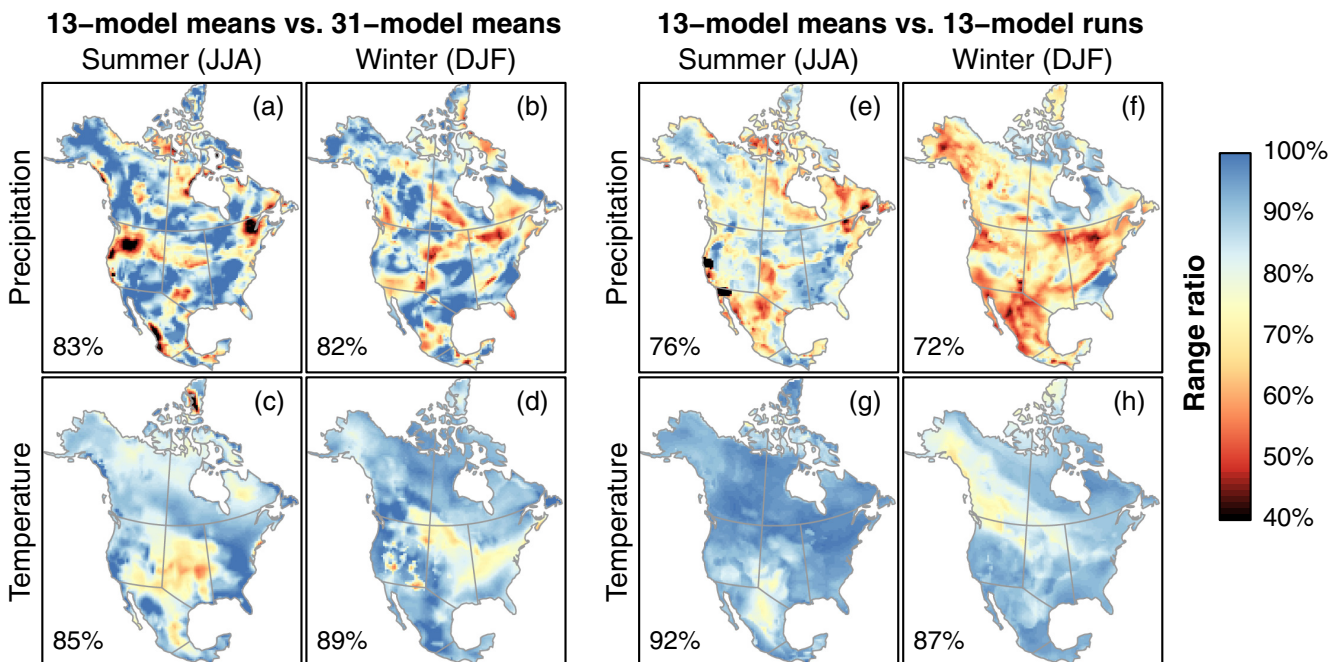 13−model means vs. 31−model means
Summer (JJA)
Winter (DJF)
13−model means vs. 13−model runs
Summer (JJA)
Winter (DJF)
Precipitation
(a)
83%
(b)
82%
Precipitation
(e)
76%
(f)
72%
Temperature
(c)
85%
(d)
89%
Temperature
(g)
92%
(h)
87%
Range ratio
100%
90%
80%
70%
60%
50%
40%